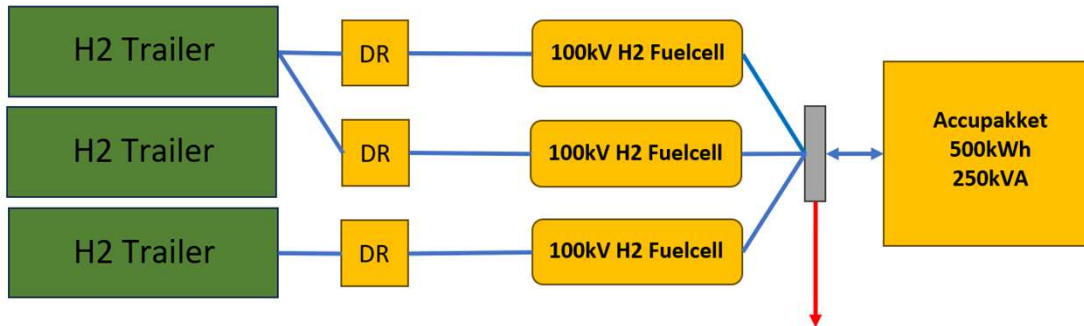 H2 Trailer
DR
100kV H2 Fuelcell
H2 Trailer
DR
100kV H2 Fuelcell
H2 Trailer
DR
100kV H2 Fuelcell
Accupakket
500kWh
250kVA